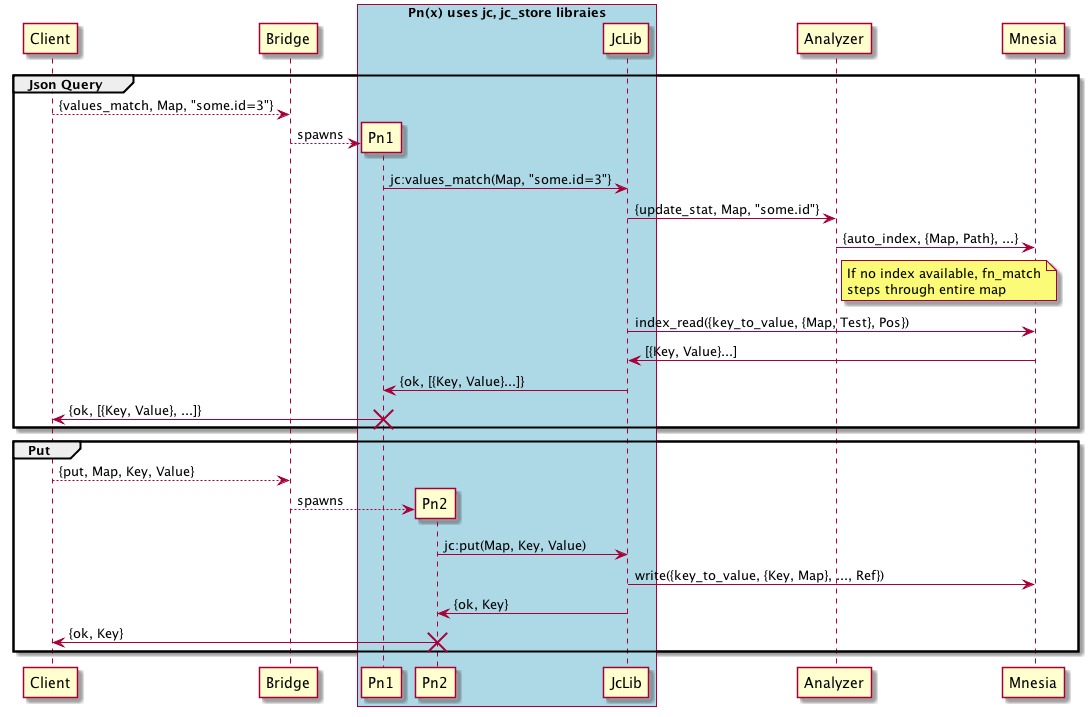 Pn(x) uses jc, jc_store libraies
Client
Bridge
JcLib
Analyzer
Mnesia
Json Query
{values_match, Map, "some.id=3"}
spawns
Pn1
jc:values_match(Map, "some.id=3"}
{update_stat, Map, "some.id"}
{auto_index, {Map, Path}, ...}
If no index available, fn_match
steps through entire map
index_read({key_to_value, {Map, Test}, Pos})
[{Key, Value}...]
{ok, [{Key, Value}...]}
{ok, [{Key, Value}, ...]}
Put
{put, Map, Key, Value}
spawns
Pn2
jc:put(Map, Key, Value)
write({key_to_value, {Key, Map}, ..., Ref})
{ok, Key}
{ok, Key}
Client
Bridge
Pn1
Pn2
JcLib
Analyzer
Mnesia